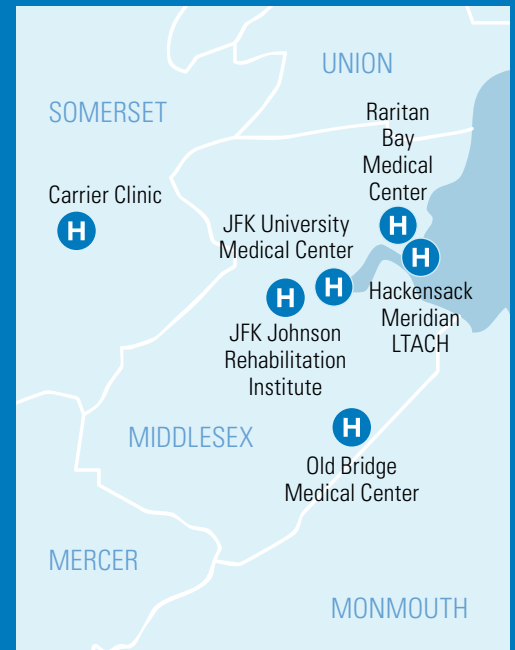 UNION
SOMERSET
Raritan
Bay
Medical
Center
H
Carrier Clinic
H
JFK University
Medical Center
H
H
Hackensack
Meridian
LTACH
H
JFK Johnson
Rehabilitation
Institute
MIDDLESEX
H
Old Bridge
Medical Center
MERCER
MONMOUTH